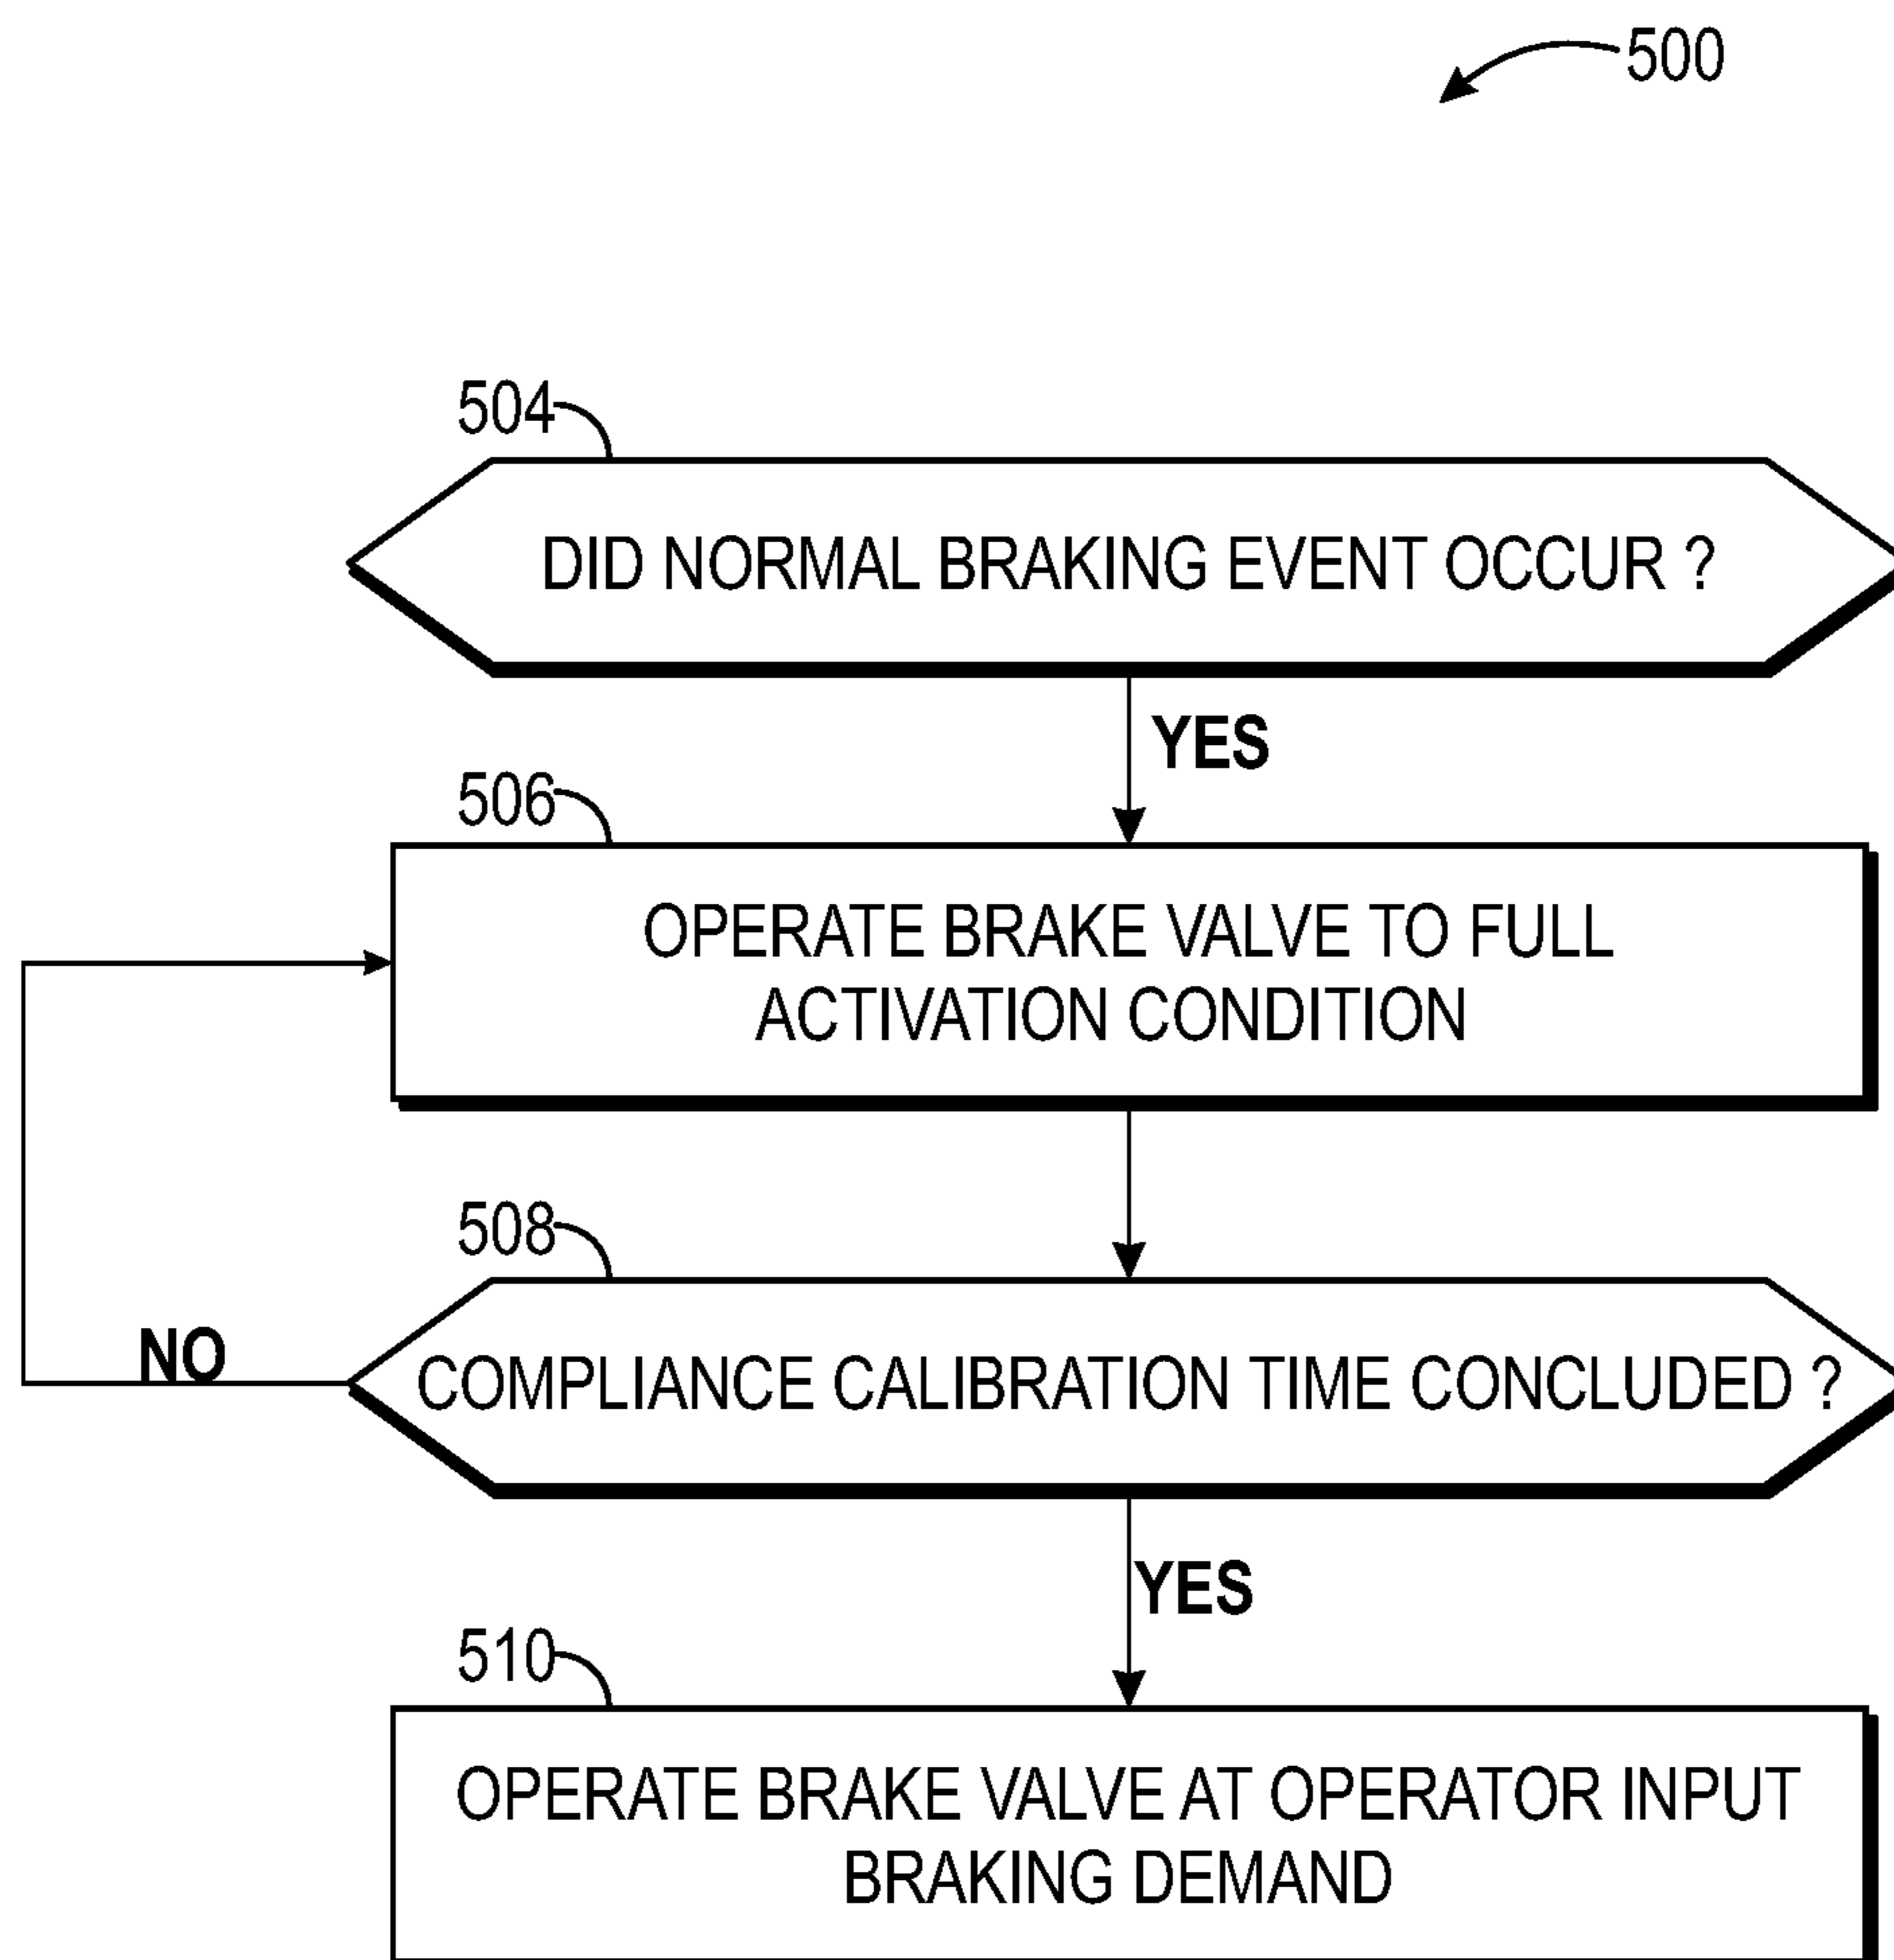 500
504
DID NORMAL BRAKING EVENT OCCUR ?
YES
506
OPERATE BRAKE VALVE TO FULL
ACTIVATION CONDITION
508
NO
COMPLIANCE CALIBRATION TIME CONCLUDED ?
YES
510
OPERATE BRAKE VALVE AT OPERATOR INPUT
BRAKING DEMAND